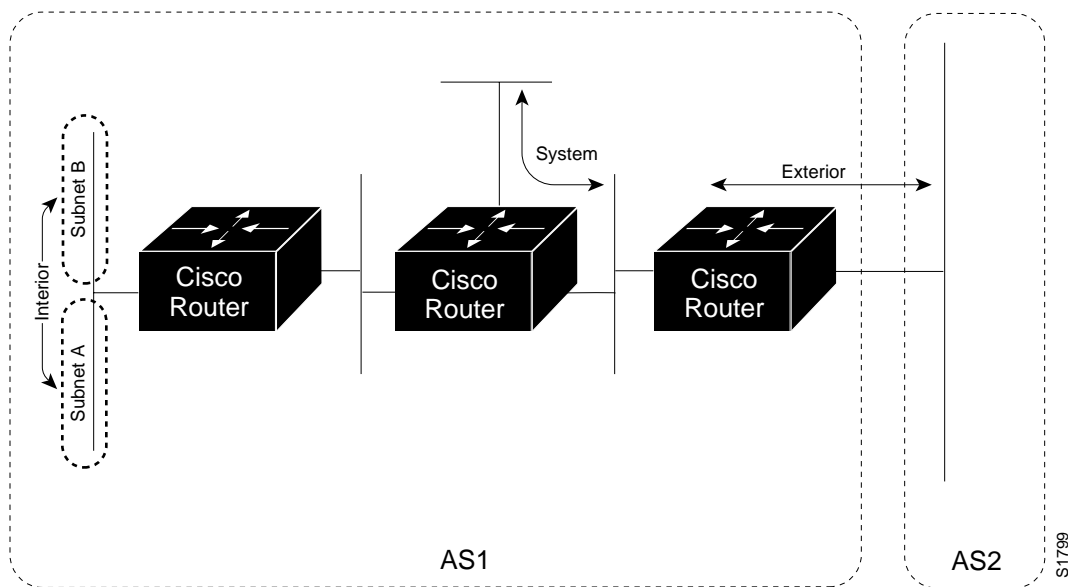 System
Exterior
Subnet B
Interior
Subnet A
Cisco
Router
Cisco
Router
Cisco
Router
AS1
AS2
S1799